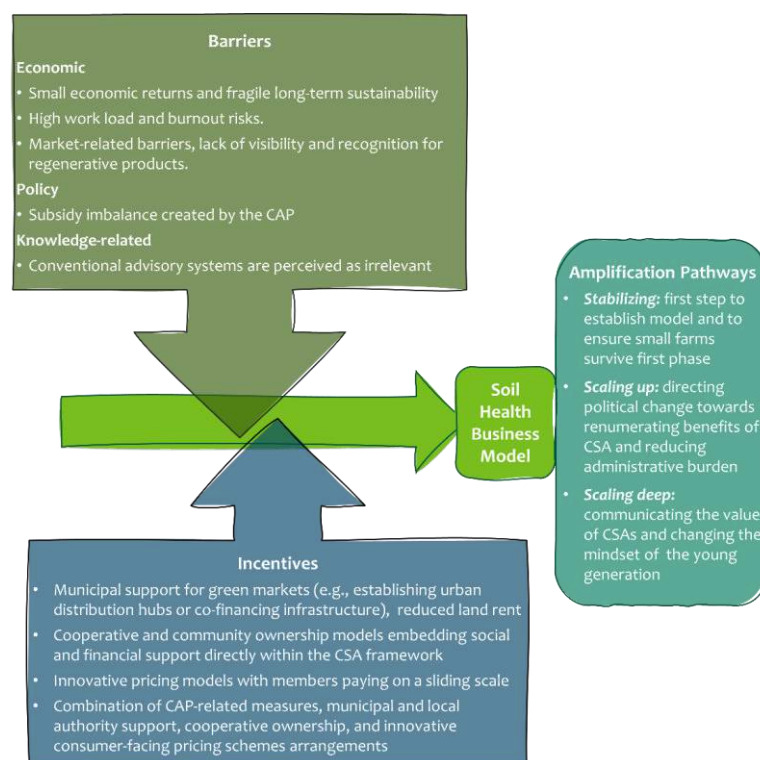 Barriers
Economic
• Small economic returns and fragile long-term sustainability
• High work load and burnout risks.
• Market-related barriers, lack of visibility and recognition for
regenerative products.
Policy
• Subsidy imbalance created by the CAP
Knowledge-related
• Conventional advisory systems are perceived as irrelevant
Soil
Health
Business
Model
Amplification Pathways
• Stabilizing: first step to
establish model and to
ensure small farms
survive first phase
• Scaling up: directing
political change towards
renumerating benefits of
CSA and reducing
administrative burden
• Scaling deep:
communicating the value
of CSAs and changing the
mindset of the young
generation
Incentives
• Municipal support for green markets (e.g., establishing urban
distribution hubs or co-financing infrastructure), reduced land rent
• Cooperative and community ownership models embedding social
and financial support directly within the CSA framework
• Innovative pricing models with members paying on a sliding scale
• Combination of CAP-related measures, municipal and local
authority support, cooperative ownership, and innovative
consumer-facing pricing schemes arrangements